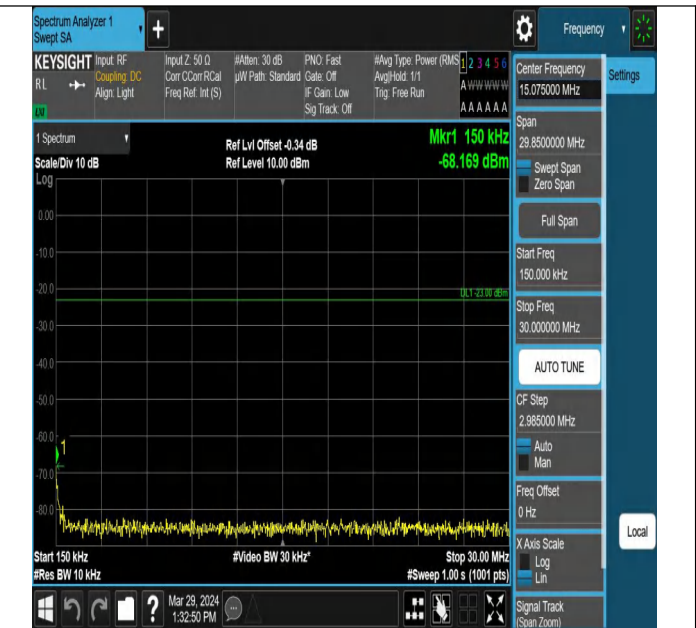 Spectrum Analyzer 1
Swept SA
+
Frequency
KEYSIGHT
RL
Input: RF
Coupling: DC
Align: Light
Input Z: 50 Ω
Corr CCorr RCal
Freq Ref: Int (S)
#Atten: 30 dB
µW Path: Standard
PNO: Fast
Gate: Off
IF Gain: Low
Sig Track: Off
#Avg Type: Power (RMS
Avg|Hold: 1/1
Trig: Free Run
1 2 3 4 5 6
A W W W W W
A A A A A A
1 Spectrum
Scale/Div 10 dB
Log
Ref Lvl Offset -0.34 dB
Ref Level 10.00 dBm
Mkr1 150 kHz
-68.169 dBm
0.00
-10.0
-20.0
DL1 -23.00 dBm
-30.0
-40.0
-50.0
-60.0
1
-70.0
-80.0
Start 150 kHz
#Res BW 10 kHz
#Video BW 30 kHz*
Stop 30.00 MHz
#Sweep 1.00 s (1001 pts)
?
Mar 29, 2024
1:32:50 PM
Center Frequency
15.075000 MHz
Settings
Span
29.8500000 MHz
Swept Span
Zero Span
Full Span
Start Freq
150.000 kHz
Stop Freq
30.000000 MHz
AUTO TUNE
CF Step
2.985000 MHz
Auto
Man
Freq Offset
0 Hz
X Axis Scale
Log
Lin
Local
Signal Track
(Span Zoom)